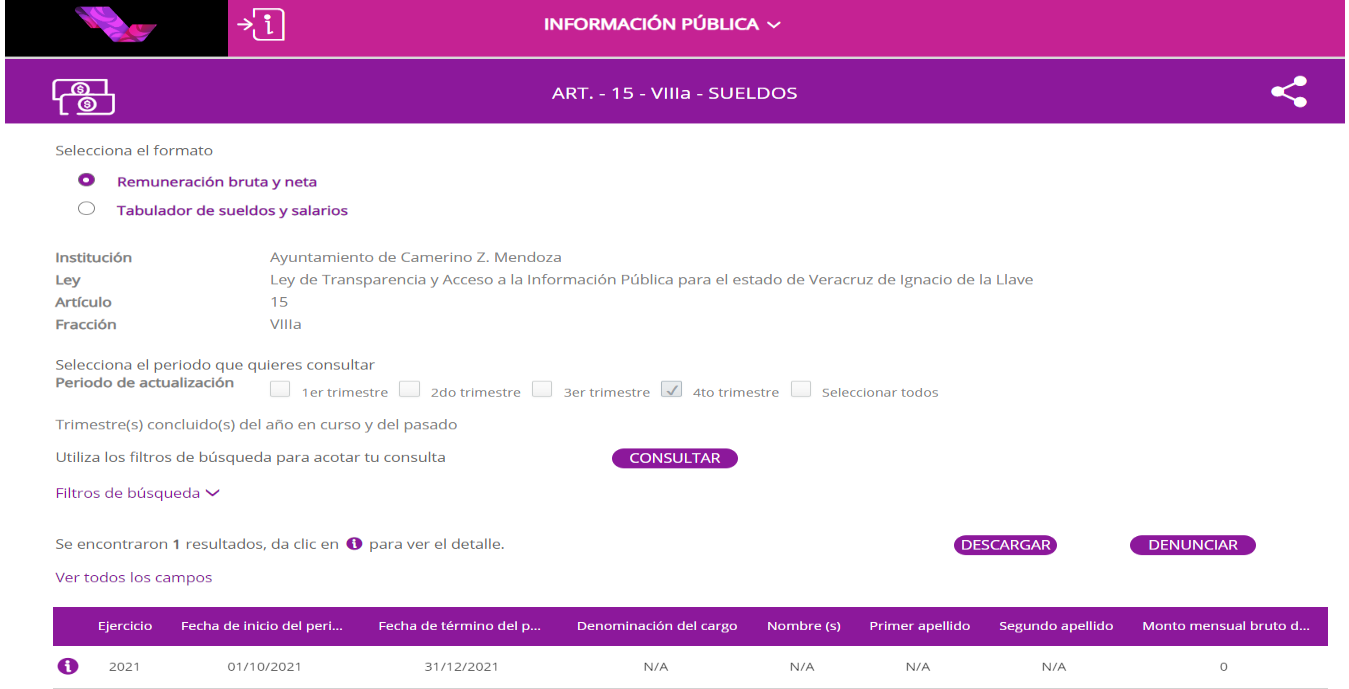 INFORMACIÓN PÚBLICA
ART. - 15 - VIIIa - SUELDOS
Selecciona el formato
Remuneración bruta y neta
Tabulador de sueldos y salarios
Institución Ayuntamiento de Camerino Z. Mendoza
Ley Ley de Transparencia y Acceso a la Información Pública para el estado de Veracruz de Ignacio de la Llave
Artículo 15
Fracción VIIIa
Selecciona el periodo que quieres consultar
Periodo de actualización 1er trimestre 2do trimestre 3er trimestre 4to trimestre Seleccionar todos
Trimestre(s) concluido(s) del año en curso y del pasado
Utiliza los filtros de búsqueda para acotar tu consulta CONSULTAR
Filtros de búsqueda
Se encontraron 1 resultados, da clic en i para ver el detalle. DESCARGAR DENUNCIAR
Ver todos los campos
Ejercicio Fecha de inicio del peri... Fecha de término del p... Denominación del cargo Nombre (s) Primer apellido Segundo apellido Monto mensual bruto d...
2021 01/10/2021 31/12/2021 N/A N/A N/A N/A 0